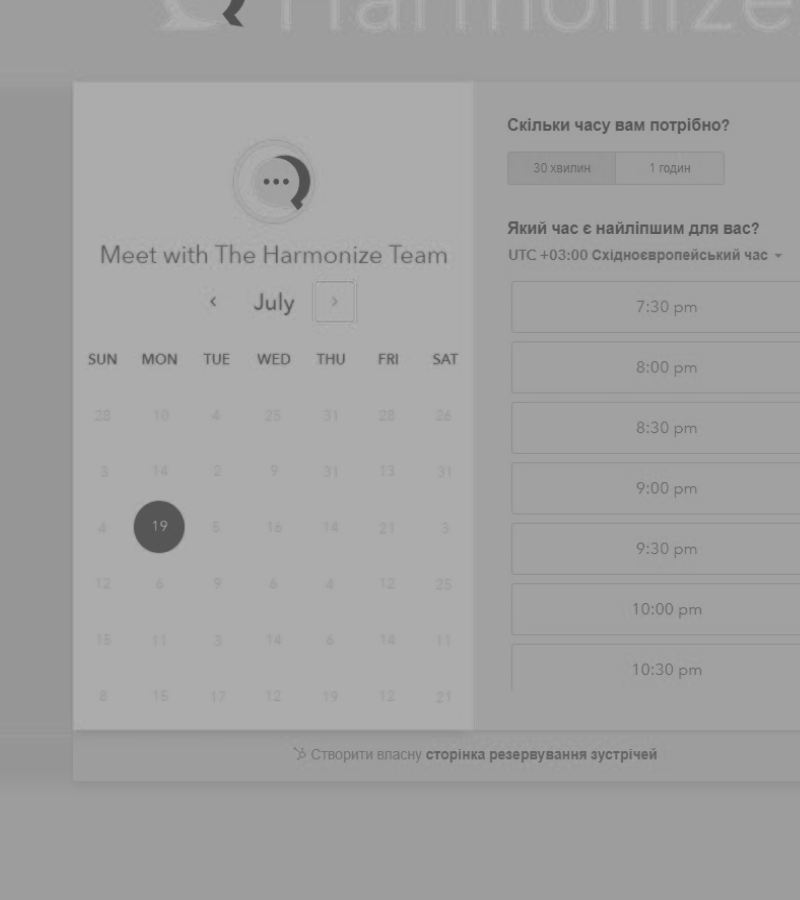 Harmonize
Meet with The Harmonize Team
July
SUN MON TUE WED THU FRI SAT
28 10 4 25 31 28 26
3 14 2 9 31 13 31
4 19 5 16 14 21 3
12 6 9 6 4 12 25
15 11 3 14 6 14 11
8 15 17 12 19 12 21
Скільки часу вам потрібно?
30 хвилин 1 годин
Який час є найліпшим для вас?
UTC +03:00 Східноєвропейський час
7:30 pm
8:00 pm
8:30 pm
9:00 pm
9:30 pm
10:00 pm
10:30 pm
Створити власну сторінка резервування зустрічей